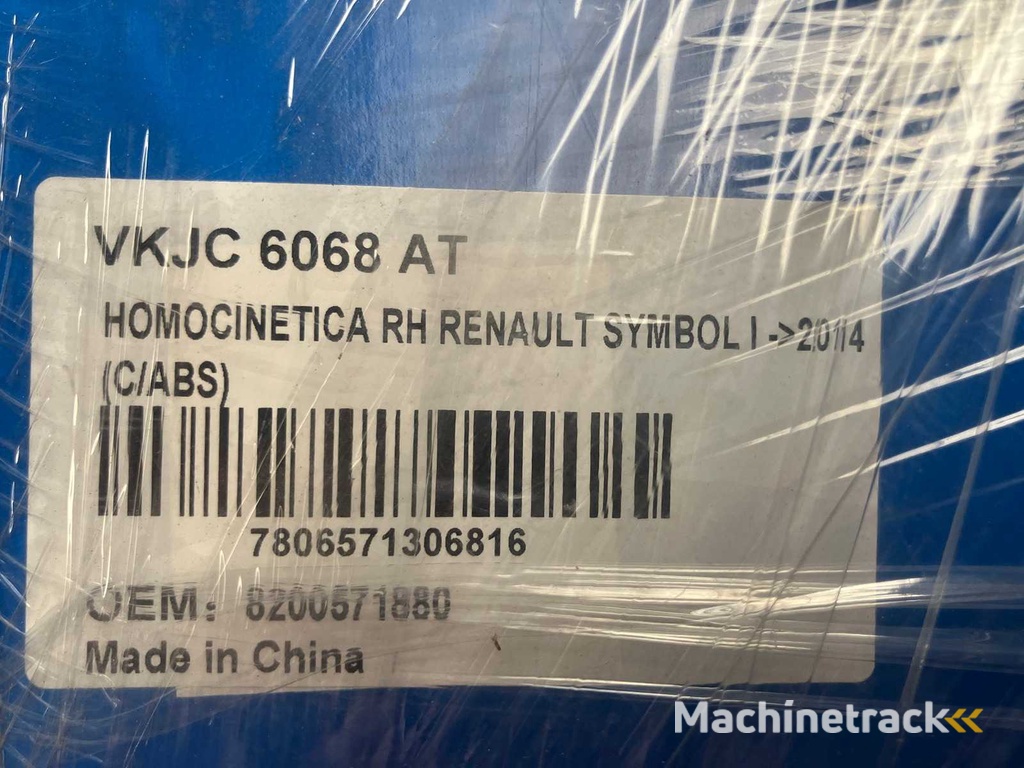 VKJC 6068 AT
HOMOCINETICA RH RENAULT SYMBOL I -> 2014
(C/ABS)
7806571306816
OEM: 8200571880
Made in China
Machinetrack